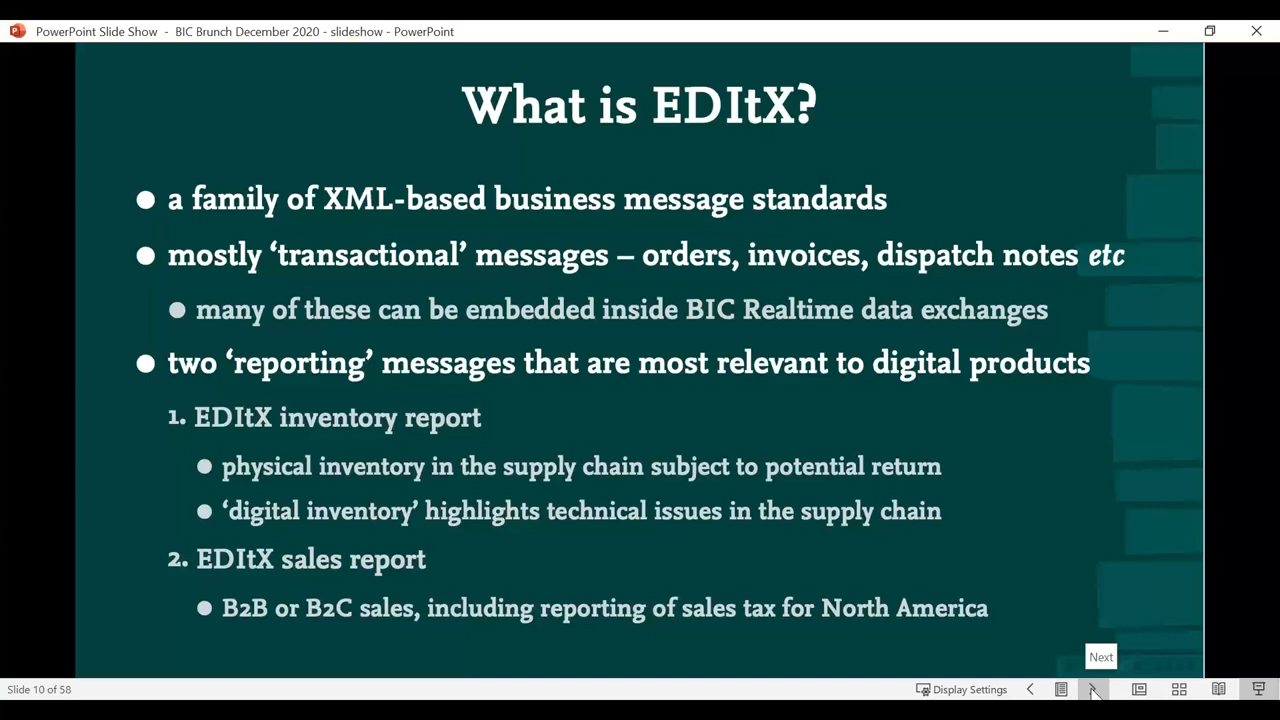 PowerPoint Slide Show - BIC Brunch December 2020 - slideshow - PowerPoint
What is EDItX?
● a family of XML-based business message standards
● mostly ‘transactional’ messages – orders, invoices, dispatch notes etc
● many of these can be embedded inside BIC Realtime data exchanges
● two ‘reporting’ messages that are most relevant to digital products
1. EDItX inventory report
● physical inventory in the supply chain subject to potential return
● ‘digital inventory’ highlights technical issues in the supply chain
2. EDItX sales report
● B2B or B2C sales, including reporting of sales tax for North America
Next
Slide 10 of 58
Display Settings